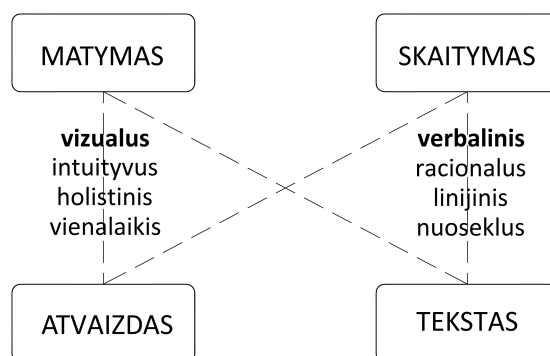 MATYMAS
SKAITYMAS
vizualus
intuityvus
holistinis
vienalaikis
verbalinis
racionalus
linijinis
nuoseklus
ATVAIZDAS
TEKSTAS